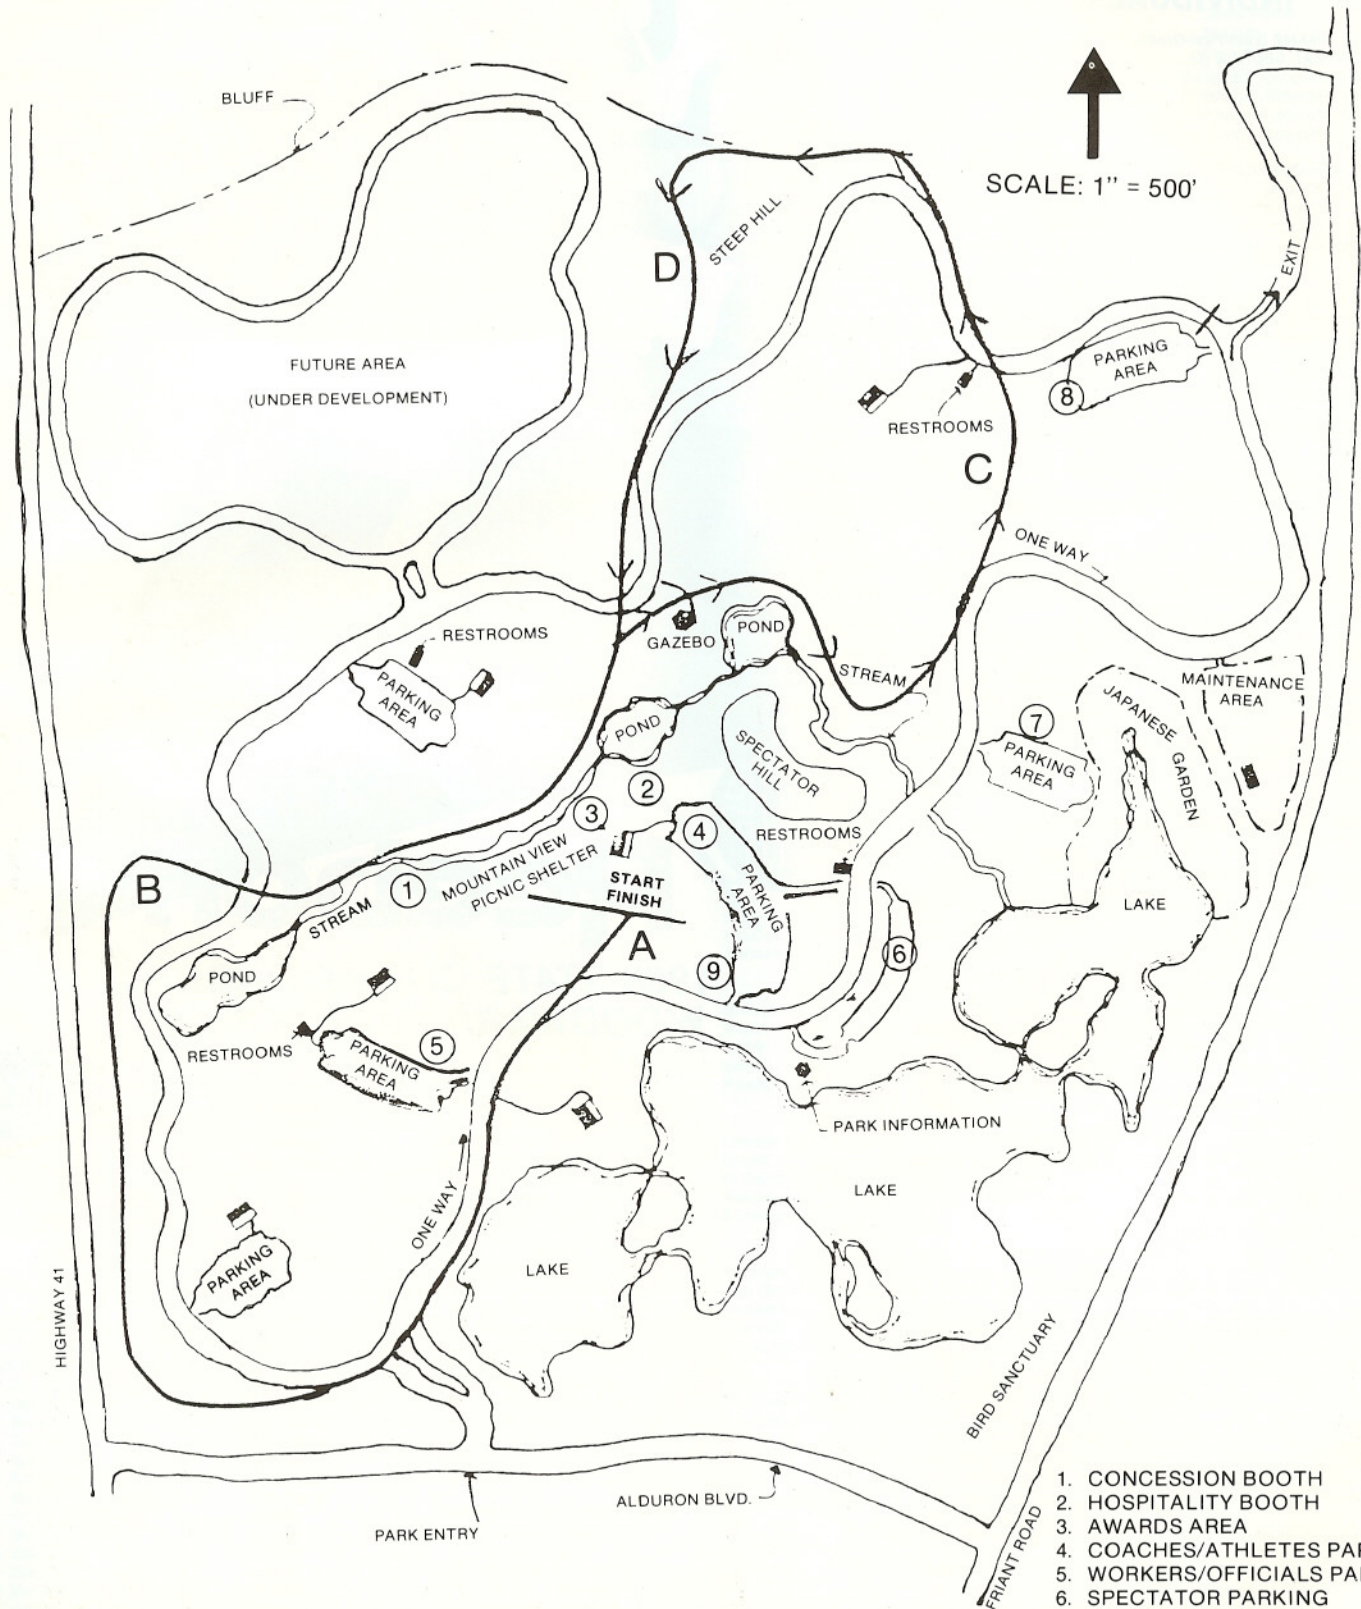 BLUFF
SCALE: 1" = 500'
STEEP HILL
D
EXIT
FUTURE AREA
(UNDER DEVELOPMENT)
PARKING
AREA
8
RESTROOMS
C
ONE WAY
RESTROOMS
GAZEBO
POND
STREAM
MAINTENANCE
AREA
PARKING
AREA
POND
SPECTATOR
HILL
7
PARKING
AREA
JAPANESE
GARDEN
2
3
4
RESTROOMS
MOUNTAIN VIEW
PICNIC SHELTER
B
1
START
FINISH
PARKING
AREA
STREAM
LAKE
A
6
9
POND
RESTROOMS
5
PARKING
AREA
PARK INFORMATION
LAKE
ONE WAY
PARKING
AREA
LAKE
HIGHWAY 41
BIRD SANCTUARY
ALDURON BLVD.
PARK ENTRY
FRIANT ROAD
1. CONCESSION BOOTH
2. HOSPITALITY BOOTH
3. AWARDS AREA
4. COACHES/ATHLETES PA
5. WORKERS/OFFICIALS PA
6. SPECTATOR PARKING